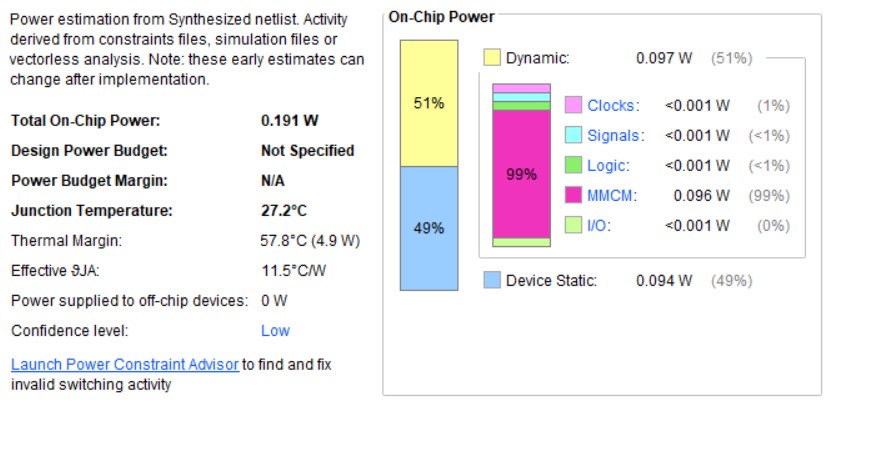 Power estimation from Synthesized netlist. Activity
derived from constraints files, simulation files or
vectorless analysis. Note: these early estimates can
change after implementation.
Total On-Chip Power: 0.191 W
Design Power Budget: Not Specified
Power Budget Margin: N/A
Junction Temperature: 27.2°C
Thermal Margin: 57.8°C (4.9 W)
Effective ϑJA: 11.5°C/W
Power supplied to off-chip devices: 0 W
Confidence level: Low
Launch Power Constraint Advisor to find and fix
invalid switching activity
On-Chip Power
51%
49%
Dynamic: 0.097 W (51%)
99%
Clocks: <0.001 W (1%)
Signals: <0.001 W (<1%)
Logic: <0.001 W (<1%)
MMCM: 0.096 W (99%)
I/O: <0.001 W (0%)
Device Static: 0.094 W (49%)